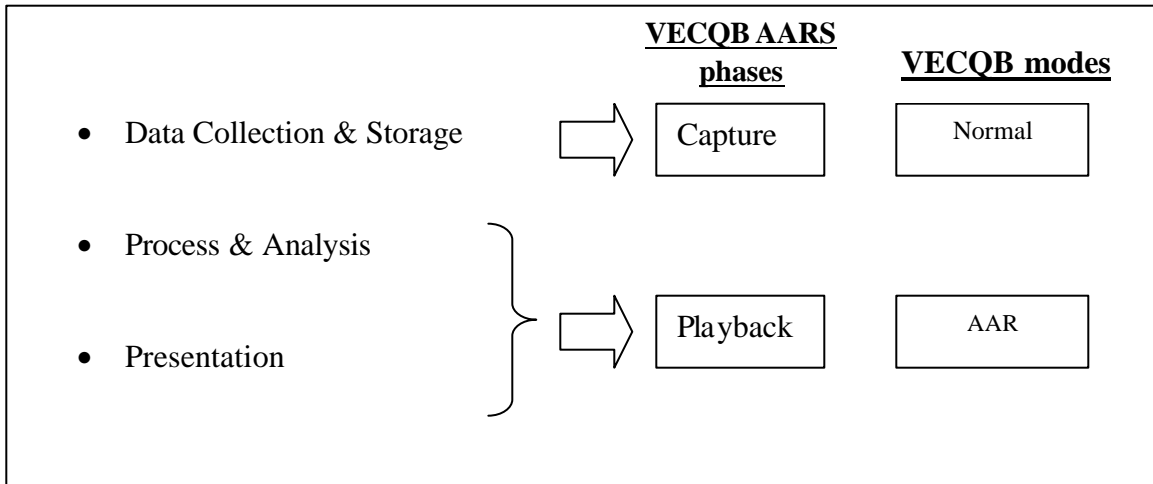 VECQB AARS
phases
VECQB modes
• Data Collection & Storage
Capture
Normal
• Process & Analysis
Playback
AAR
• Presentation